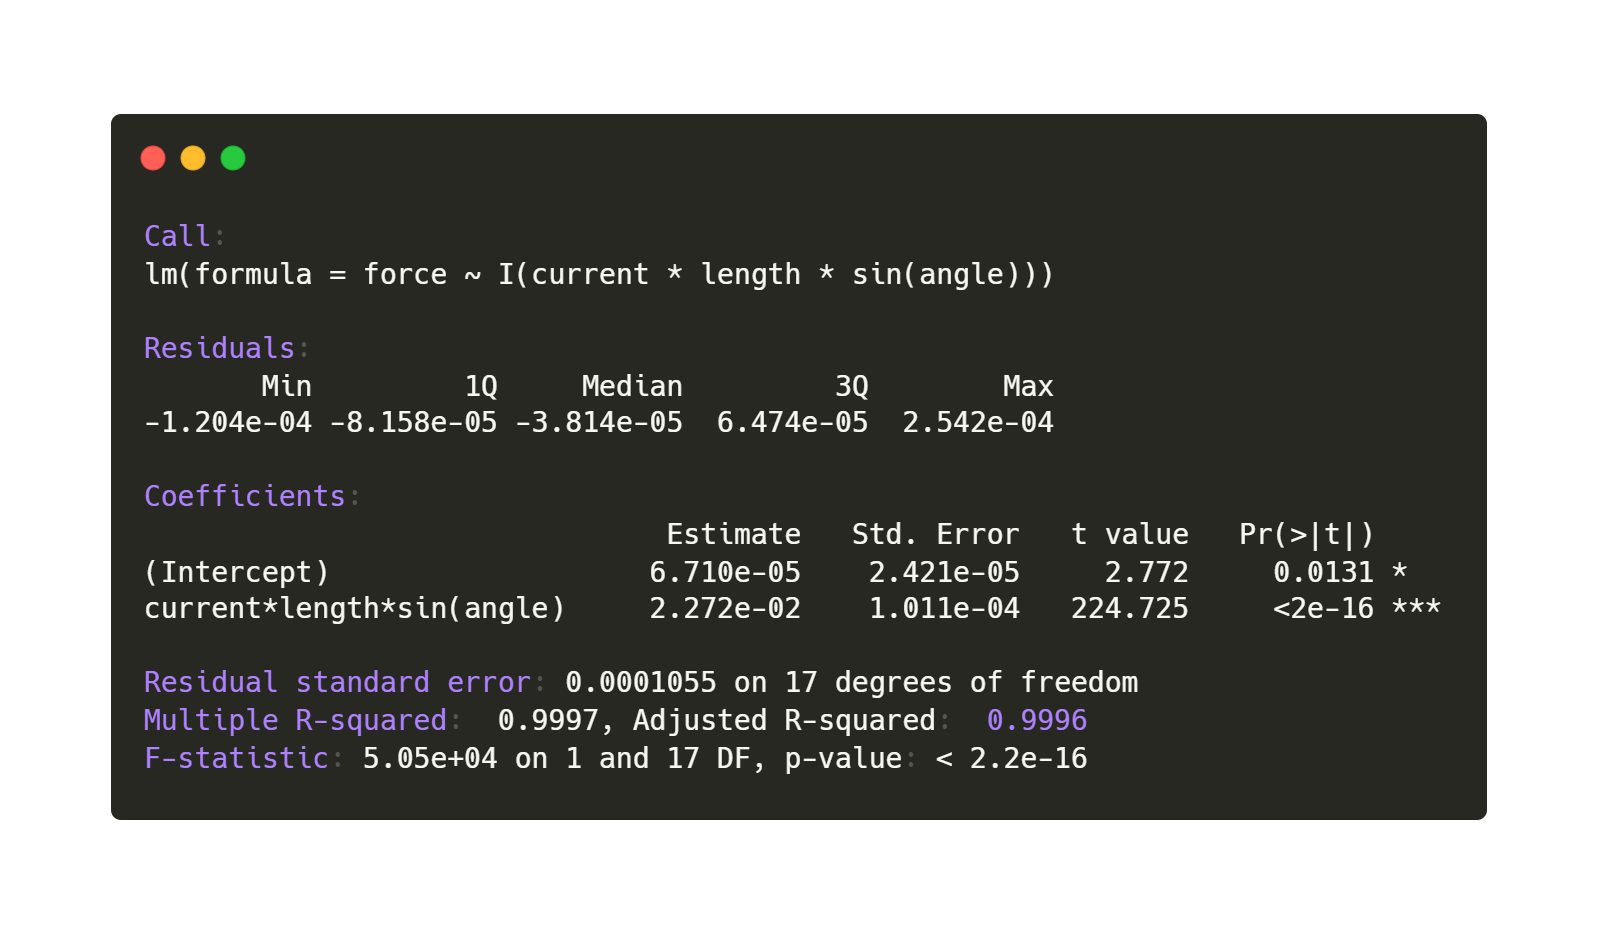 Call:
lm(formula = force ~ I(current * length * sin(angle)))
Residuals:
Min 1Q Median 3Q Max
-1.204e-04 -8.158e-05 -3.814e-05 6.474e-05 2.542e-04
Coefficients:
Estimate Std. Error t value Pr(>|t|)
(Intercept) 6.710e-05 2.421e-05 2.772 0.0131 *
current*length*sin(angle) 2.272e-02 1.011e-04 224.725 <2e-16 ***
Residual standard error: 0.0001055 on 17 degrees of freedom
Multiple R-squared: 0.9997, Adjusted R-squared: 0.9996
F-statistic: 5.05e+04 on 1 and 17 DF, p-value: < 2.2e-16